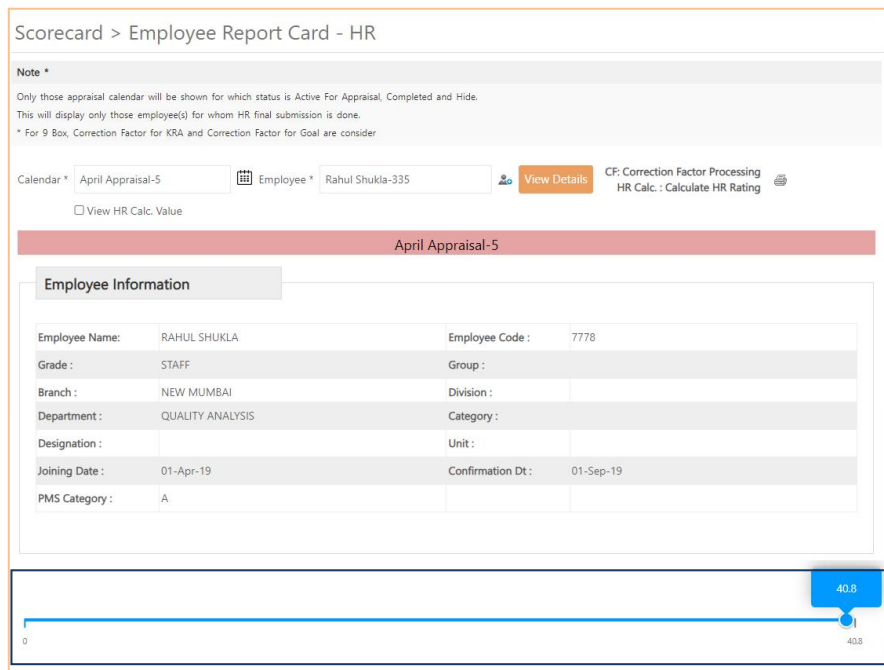 Scorecard > Employee Report Card - HR
Note *
Only those appraisal calendar will be shown for which status is Active For Appraisal, Completed and Hide.
This will display only those employee(s) for whom HR final submission is done.
* For 9 Box, Correction Factor for KRA and Correction Factor for Goal are consider
Calendar * April Appraisal-5 Employee * Rahul Shukla-335 View Details CF: Correction Factor Processing
HR Calc. : Calculate HR Rating
View HR Calc. Value
April Appraisal-5
Employee Information
Employee Name: RAHUL SHUKLA Employee Code : 7778
Grade : STAFF Group :
Branch : NEW MUMBAI Division :
Department : QUALITY ANALYSIS Category :
Designation : Unit :
Joining Date : 01-Apr-19 Confirmation Dt : 01-Sep-19
PMS Category : A
40.8
0 40.8